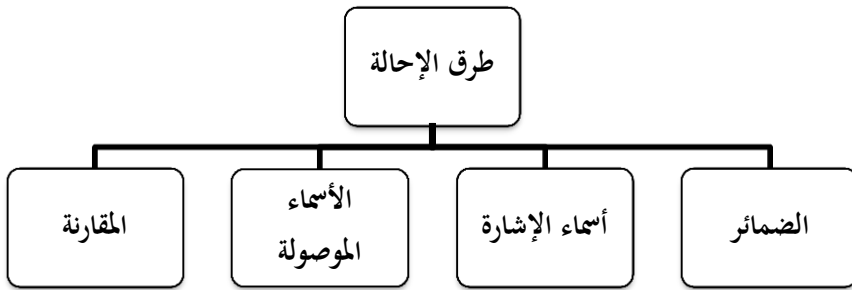 طرق الإحالة
الضمائر
أسماء الإشارة
الأسماء
الموصولة
المقارنة